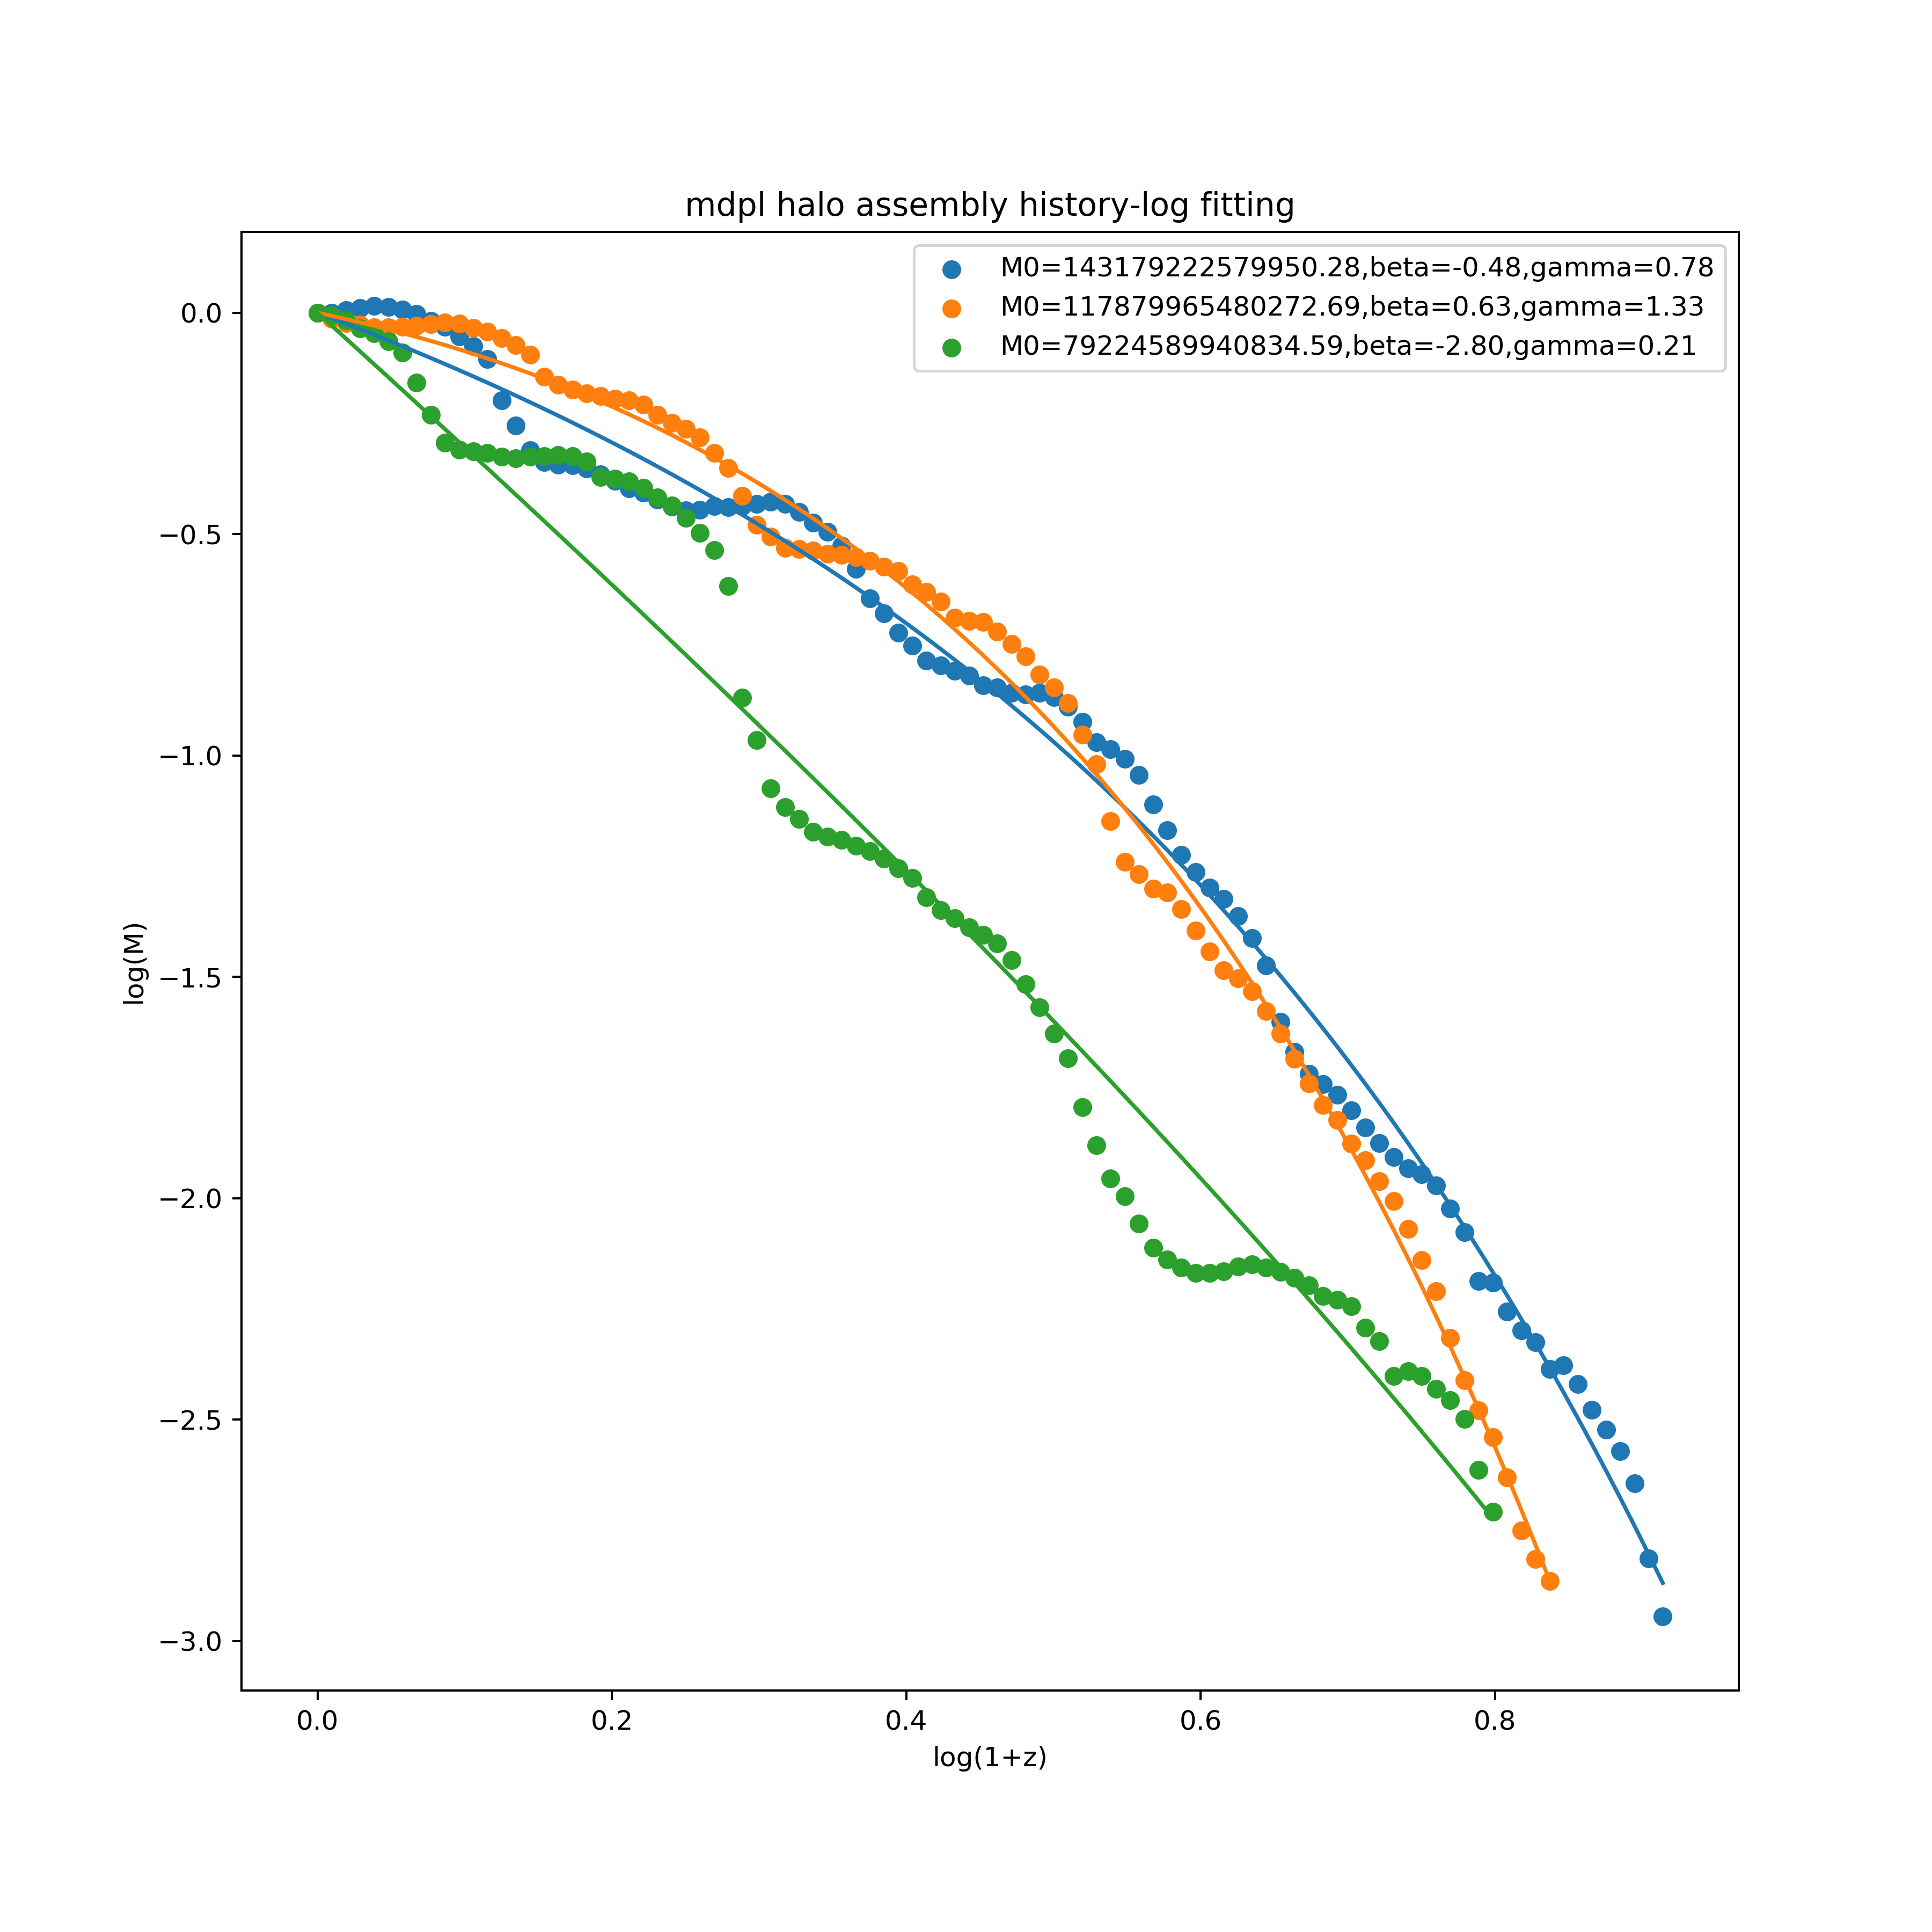 mdpl halo assembly history-log fitting
M0=143179222579950.28,beta=-0.48,gamma=0.78
M0=117879965480272.69,beta=0.63,gamma=1.33
M0=79224589940834.59,beta=-2.80,gamma=0.21
0.0
−0.5
−1.0
−1.5
−2.0
−2.5
−3.0
log(M)
0.0 0.2 0.4 0.6 0.8
log(1+z)